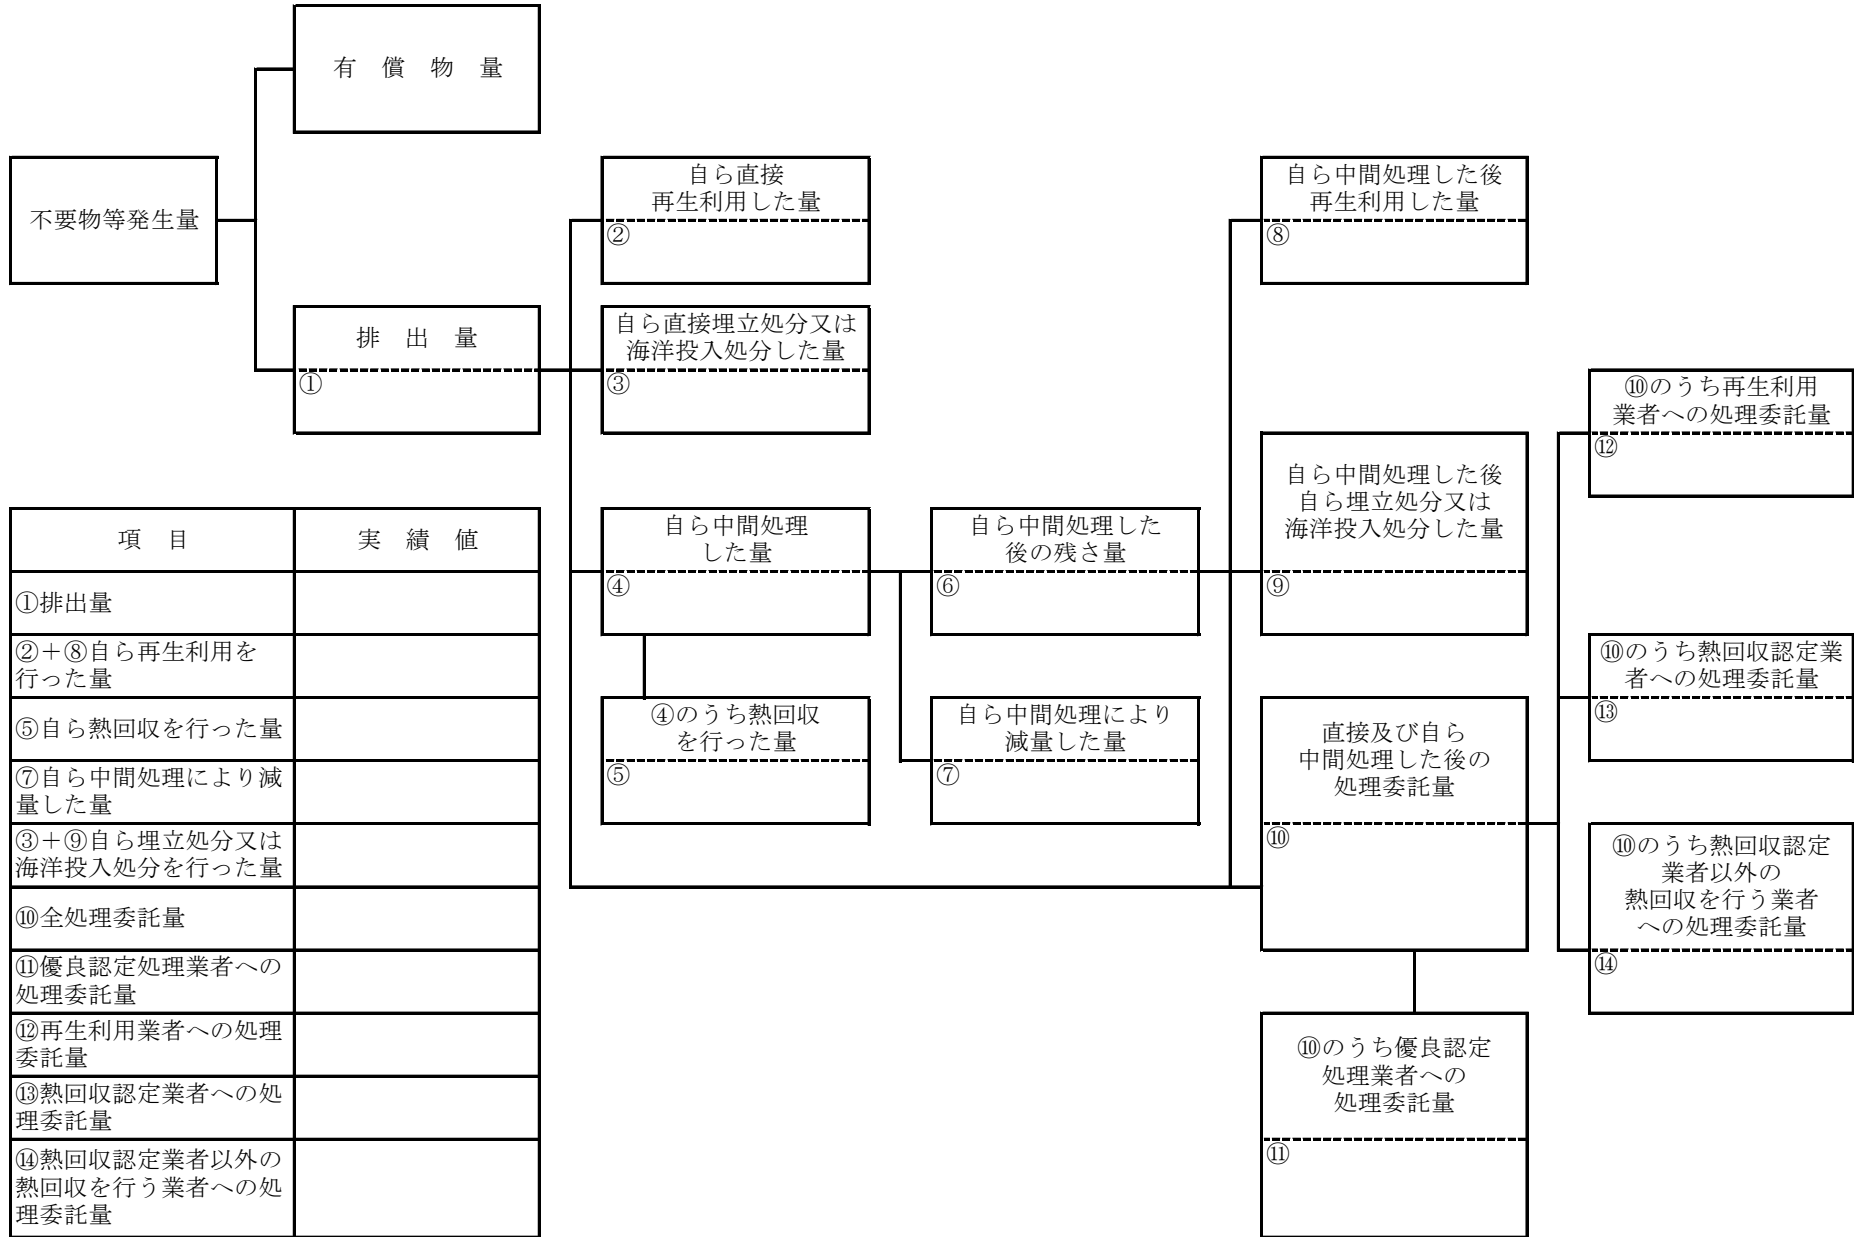 有 償 物 量
不要物等発生量
自ら直接
再生利用した量
②
自ら中間処理した後
再生利用した量
⑧
排 出 量
①
自ら直接埋立処分又は
海洋投入処分した量
③
⑩のうち再生利用
業者への処理委託量
⑫
自ら中間処理した後
自ら埋立処分又は
海洋投入処分した量
⑨
自ら中間処理
した量
④
自ら中間処理した
後の残さ量
⑥
⑩のうち熱回収認定業
者への処理委託量
⑬
④のうち熱回収
を行った量
⑤
自ら中間処理により
減量した量
⑦
直接及び自ら
中間処理した後の
処理委託量
⑩
⑩のうち熱回収認定
業者以外の
熱回収を行う業者
への処理委託量
⑭
⑩のうち優良認定
処理業者への
処理委託量
⑪
項 目
実 績 値
①排出量
②+⑧自ら再生利用を
行った量
⑤自ら熱回収を行った量
⑦自ら中間処理により減
量した量
③+⑨自ら埋立処分又は
海洋投入処分を行った量
⑩全処理委託量
⑪優良認定処理業者への
処理委託量
⑫再生利用業者への処理
委託量
⑬熱回収認定業者への処
理委託量
⑭熱回収認定業者以外の
熱回収を行う業者への処
理委託量